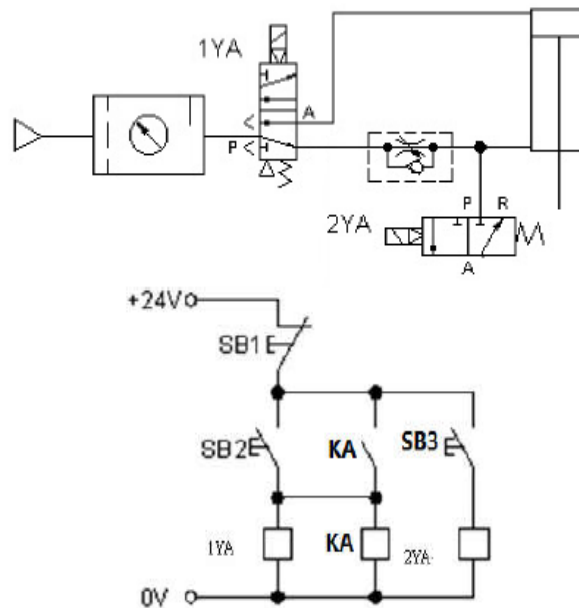 1YA
A
P
P R
2YA
A
+24V
SB1
SB2 KA SB3
1YA KA 2YA
0V